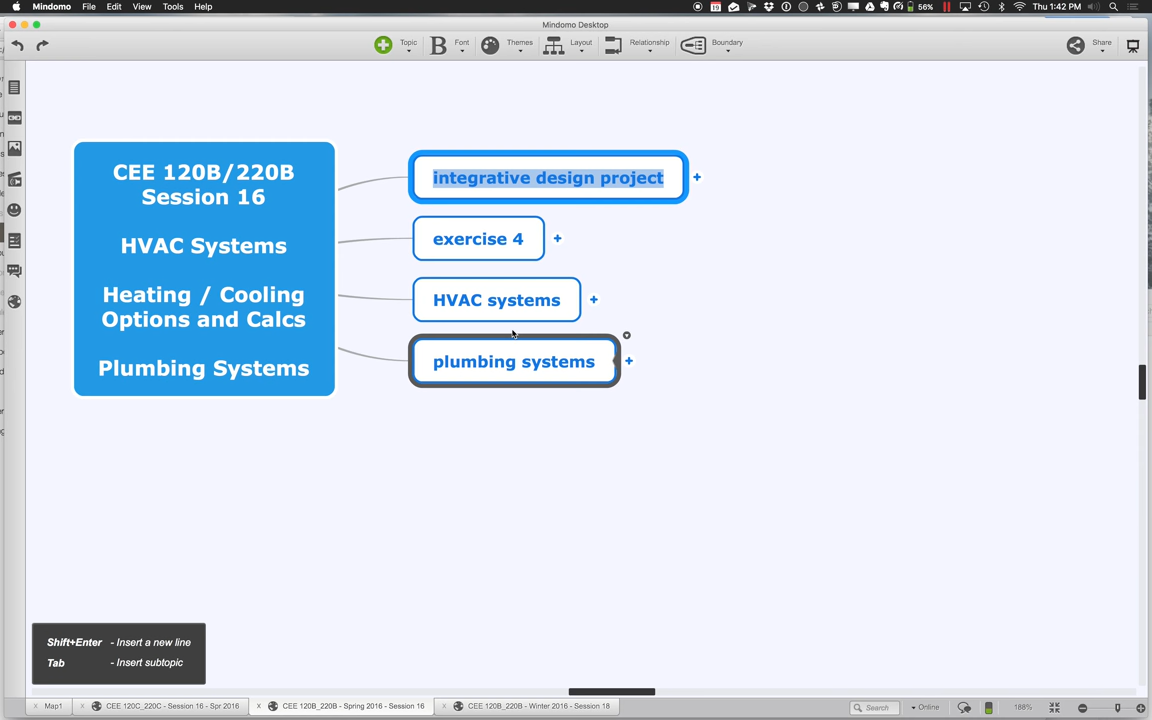 Mindomo File Edit View Tools Help
19 56% Thu 1:42 PM
Mindomo Desktop
Topic Font Themes Layout Relationship Boundary Share
CEE 120B/220B
Session 16
HVAC Systems
Heating / Cooling
Options and Calcs
Plumbing Systems
integrative design project +
exercise 4 +
HVAC systems +
plumbing systems +
Shift+Enter - Insert a new line
Tab - Insert subtopic
x Map1 x CEE 120C_220C - Session 16 - Spr 2016 x CEE 120B_220B - Spring 2016 - Session 16 x CEE 120B_220B - Winter 2016 - Session 18 Search Online 188%